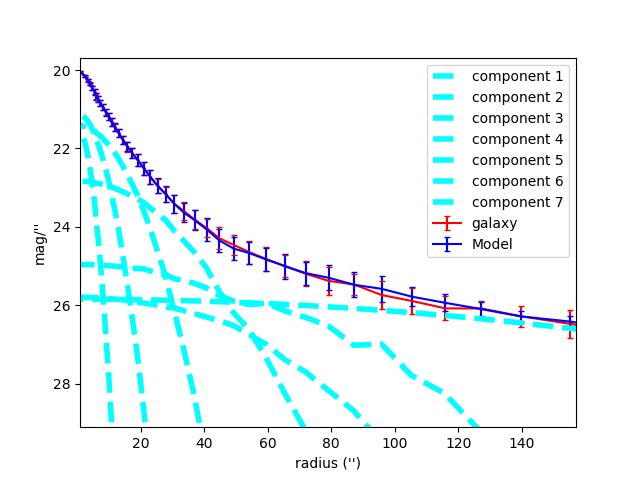 20
22
24
26
28
mag/''
20
40
60
80
100
120
140
radius ('')
component 1
component 2
component 3
component 4
component 5
component 6
component 7
galaxy
Model